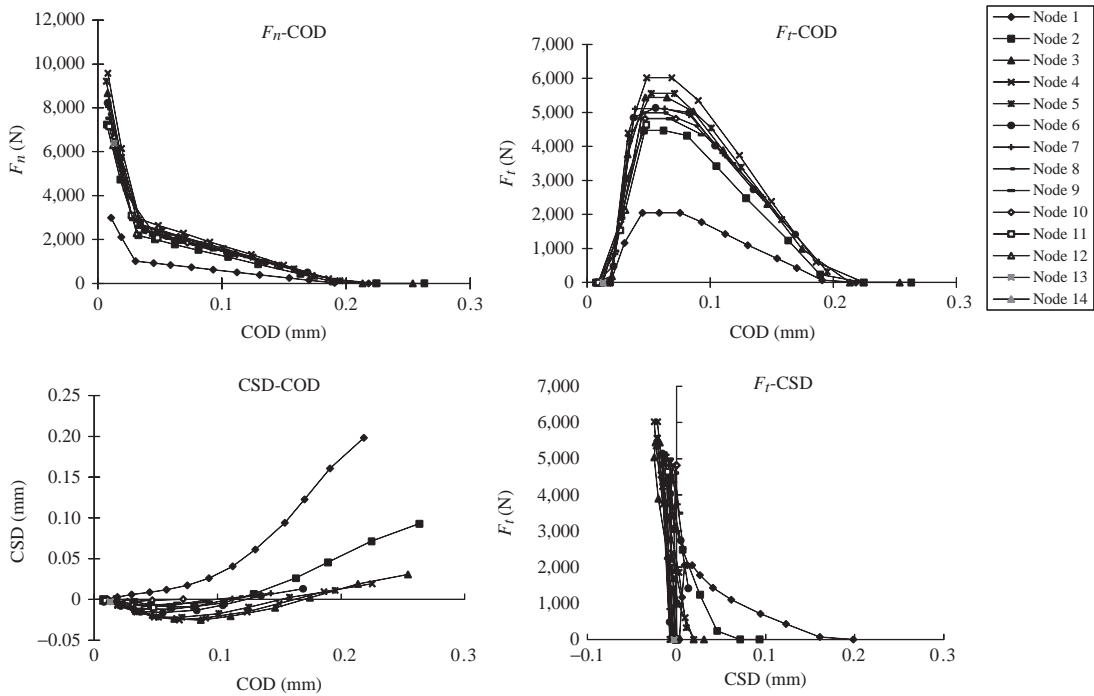 Fn-COD
12,000
10,000
8,000
6,000
4,000
2,000
0
Fn (N)
0
0.1
0.2
0.3
COD (mm)
Ft-COD
7,000
6,000
5,000
4,000
3,000
2,000
1,000
0
Ft (N)
0
0.1
0.2
0.3
COD (mm)
Node 1
Node 2
Node 3
Node 4
Node 5
Node 6
Node 7
Node 8
Node 9
Node 10
Node 11
Node 12
Node 13
Node 14
CSD-COD
0.25
0.20
0.15
0.10
0.05
0
−0.05
CSD (mm)
0
0.1
0.2
0.3
COD (mm)
Ft-CSD
7,000
6,000
5,000
4,000
3,000
2,000
1,000
0
Ft (N)
−0.1
0
0.1
0.2
0.3
CSD (mm)